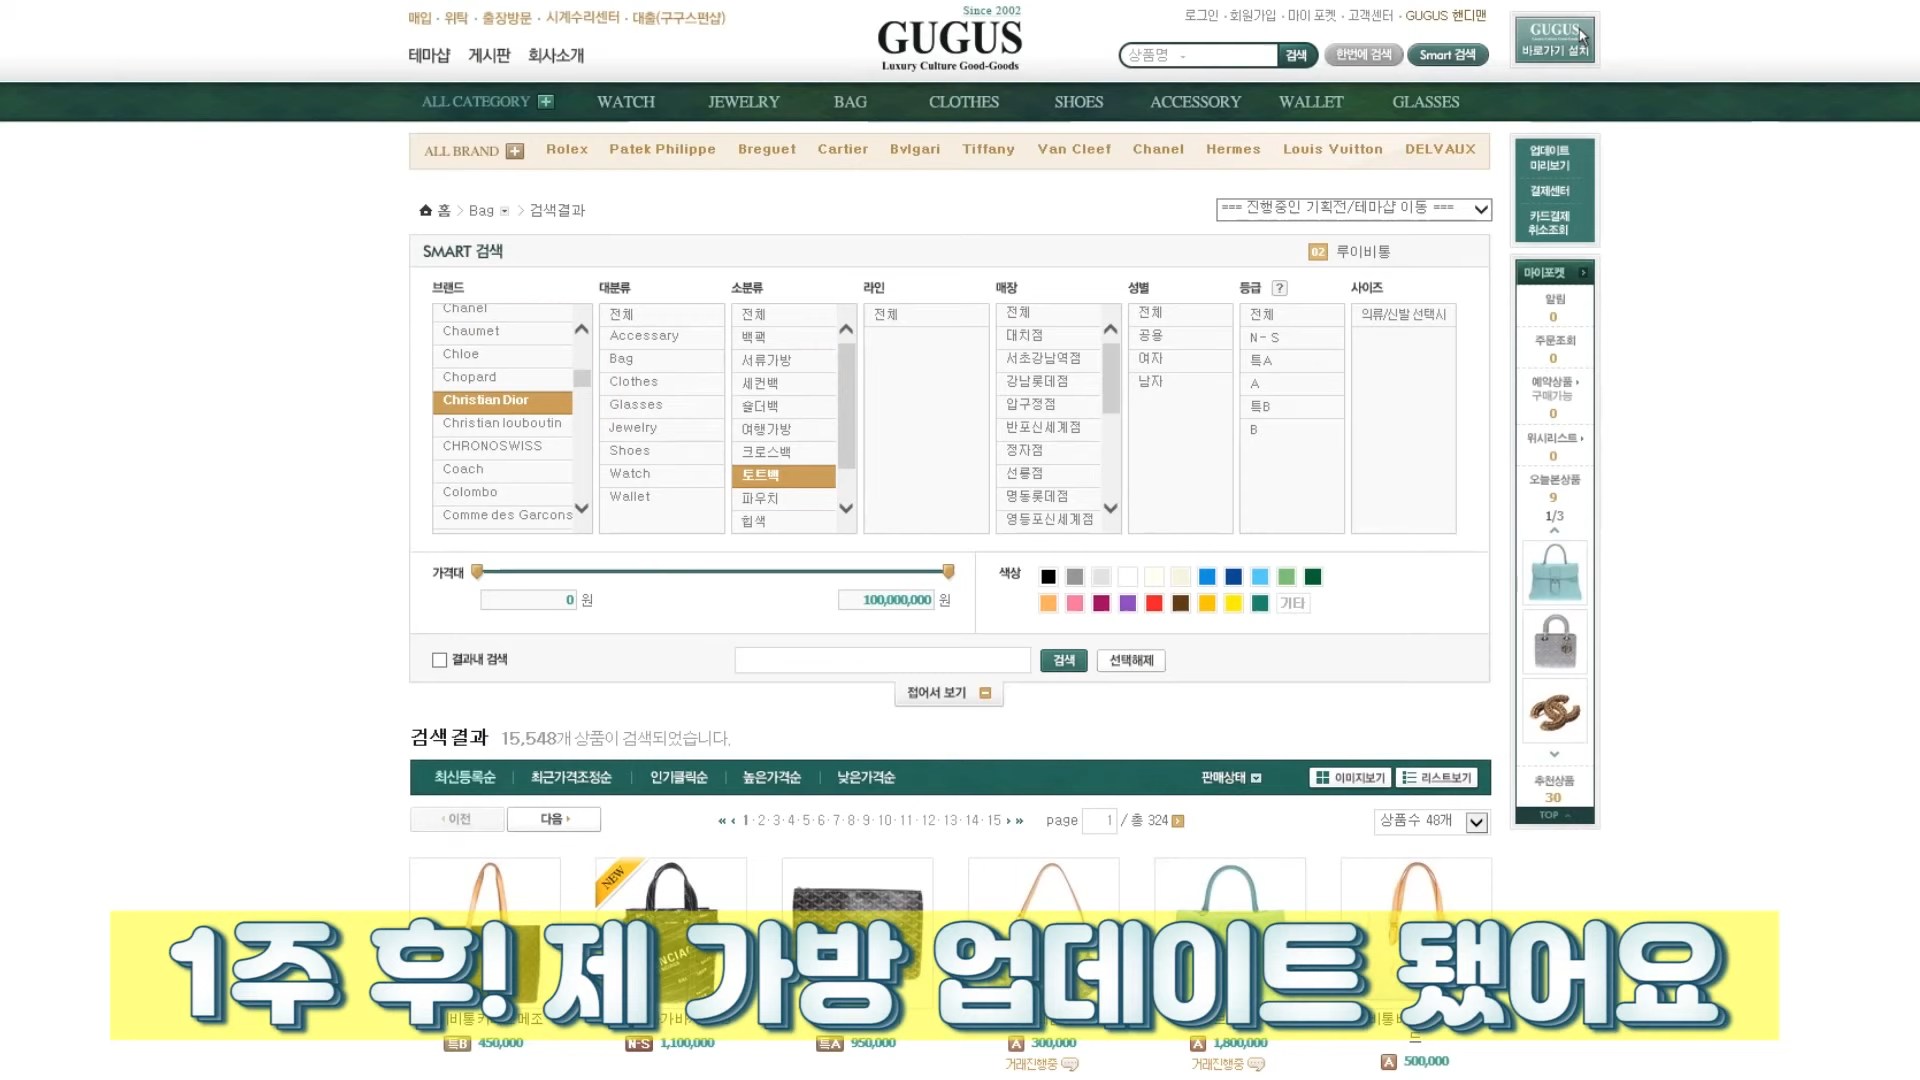 매입 · 위탁 · 출장방문 · 시계수리센터 · 대출(구구스편샵)
Since 2002
GUGUS
Luxury Culture Good-Goods
로그인 · 회원가입 · 마이 포켓 · 고객센터 · GUGUS 핸디맨
GUGUS
바로가기 설치
테마샵 게시판 회사소개
상품명
검색
한번에 검색
Smart 검색
ALL CATEGORY WATCH JEWELRY BAG CLOTHES SHOES ACCESSORY WALLET GLASSES
ALL BRAND Rolex Patek Philippe Breguet Cartier Bvlgari Tiffany Van Cleef Chanel Hermes Louis Vuitton DELVAUX
홈 > Bag > 검색결과
=== 진행중인 기획전/테마샵 이동 ===
SMART 검색
02 루이비통
브랜드 대분류 소분류 라인 매장 성별 등급 ? 사이즈
Chanel
Chaumet
Chloe
Chopard
Christian Dior
Christian louboutin
CHRONOSWISS
Coach
Colombo
Comme des Garcons
전체
Accessary
Bag
Clothes
Glasses
Jewelry
Shoes
Watch
Wallet
전체
백팩
서류가방
세컨백
숄더백
여행가방
크로스백
토트백
파우치
힙색
전체
전체
대치점
서초강남역점
강남롯데점
압구정점
반포신세계점
정자점
선릉점
명동롯데점
영등포신세계점
전체
공용
여자
남자
전체
N- S
특A
A
특B
B
의류/신발 선택시
가격대
0 원
100,000,000 원
색상
기타
결과내 검색
검색
선택해제
접어서 보기
검색결과 15,548개 상품이 검색되었습니다.
최신등록순 최근가격조정순 인기클릭순 높은가격순 낮은가격순
판매상태
이미지보기
리스트보기
‹ 이전
다음 ›
« ‹ 1 · 2 · 3 · 4 · 5 · 6 · 7 · 8 · 9 · 10 · 11 · 12 · 13 · 14 · 15 › »
page 1 / 총 324
상품수 48개
NEW
1주 후! 제 가방 업데이트 됐어요
특B 450,000
N-S 1,100,000
특A 950,000
A 300,000
거래진행중
A 1,800,000
거래진행중
A 500,000
업데이트
미리보기
결제센터
카드결제
취소조회
마이포켓
알림
0
주문조회
0
예약상품
구매가능
0
위시리스트
0
오늘본상품
9
1/3
추천상품
30
TOP